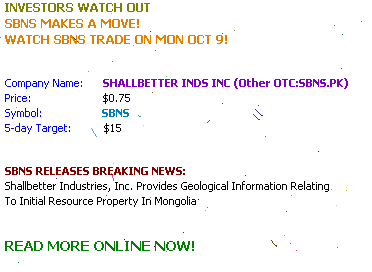 INVESTORS WATCH OUT
SBNS MAKES A MOVE!
WATCH SBNS TRADE ON MON OCT 9!
Company Name: SHALLBETTER INDS INC (Other OTC:SBNS.PK)
Price: $0.75
Symbol: SBNS
5-day Target: $15
SBNS RELEASES BREAKING NEWS:
Shallbetter Industries, Inc. Provides Geological Information Relating
To Initial Resource Property In Mongolia
READ MORE ONLINE NOW!